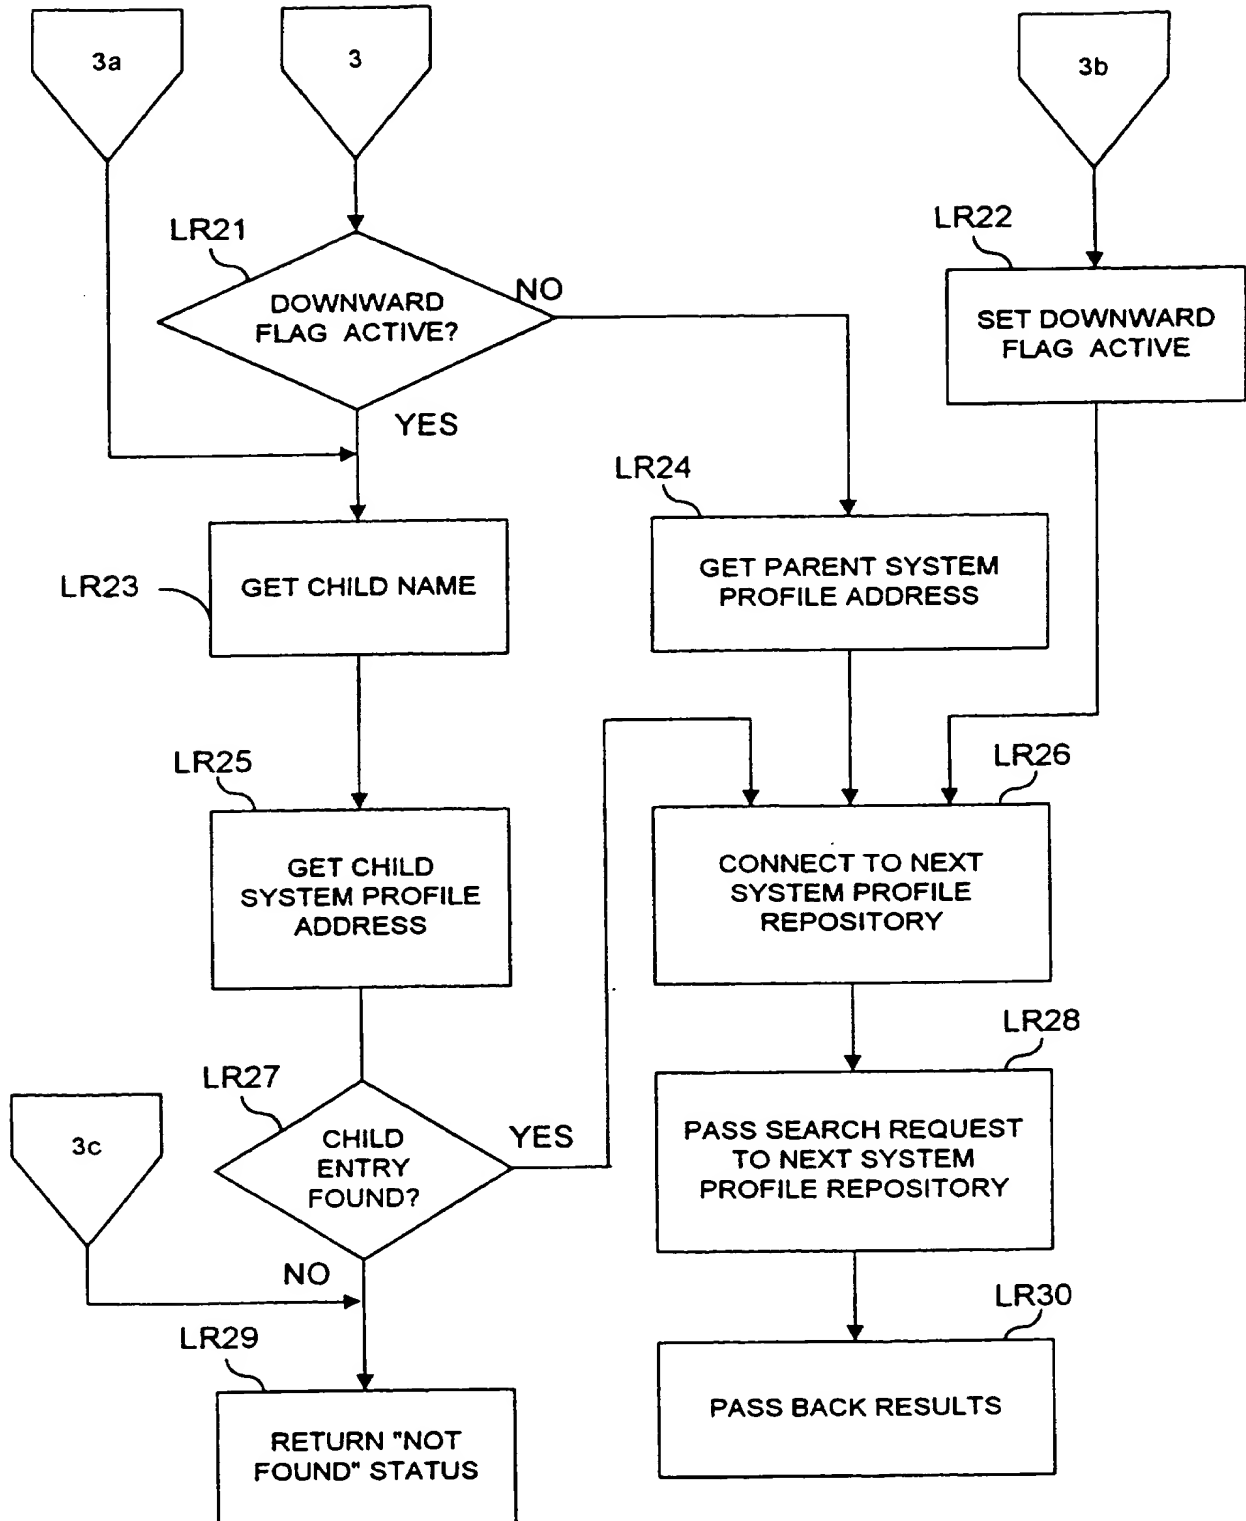 3a
3
3b
LR21
LR22
DOWNWARD
FLAG ACTIVE?
NO
SET DOWNWARD
FLAG ACTIVE
YES
LR24
LR23
GET CHILD NAME
GET PARENT SYSTEM
PROFILE ADDRESS
LR25
LR26
GET CHILD
SYSTEM PROFILE
ADDRESS
CONNECT TO NEXT
SYSTEM PROFILE
REPOSITORY
LR28
LR27
3c
CHILD
ENTRY
FOUND?
YES
PASS SEARCH REQUEST
TO NEXT SYSTEM
PROFILE REPOSITORY
NO
LR30
LR29
PASS BACK RESULTS
RETURN "NOT
FOUND" STATUS